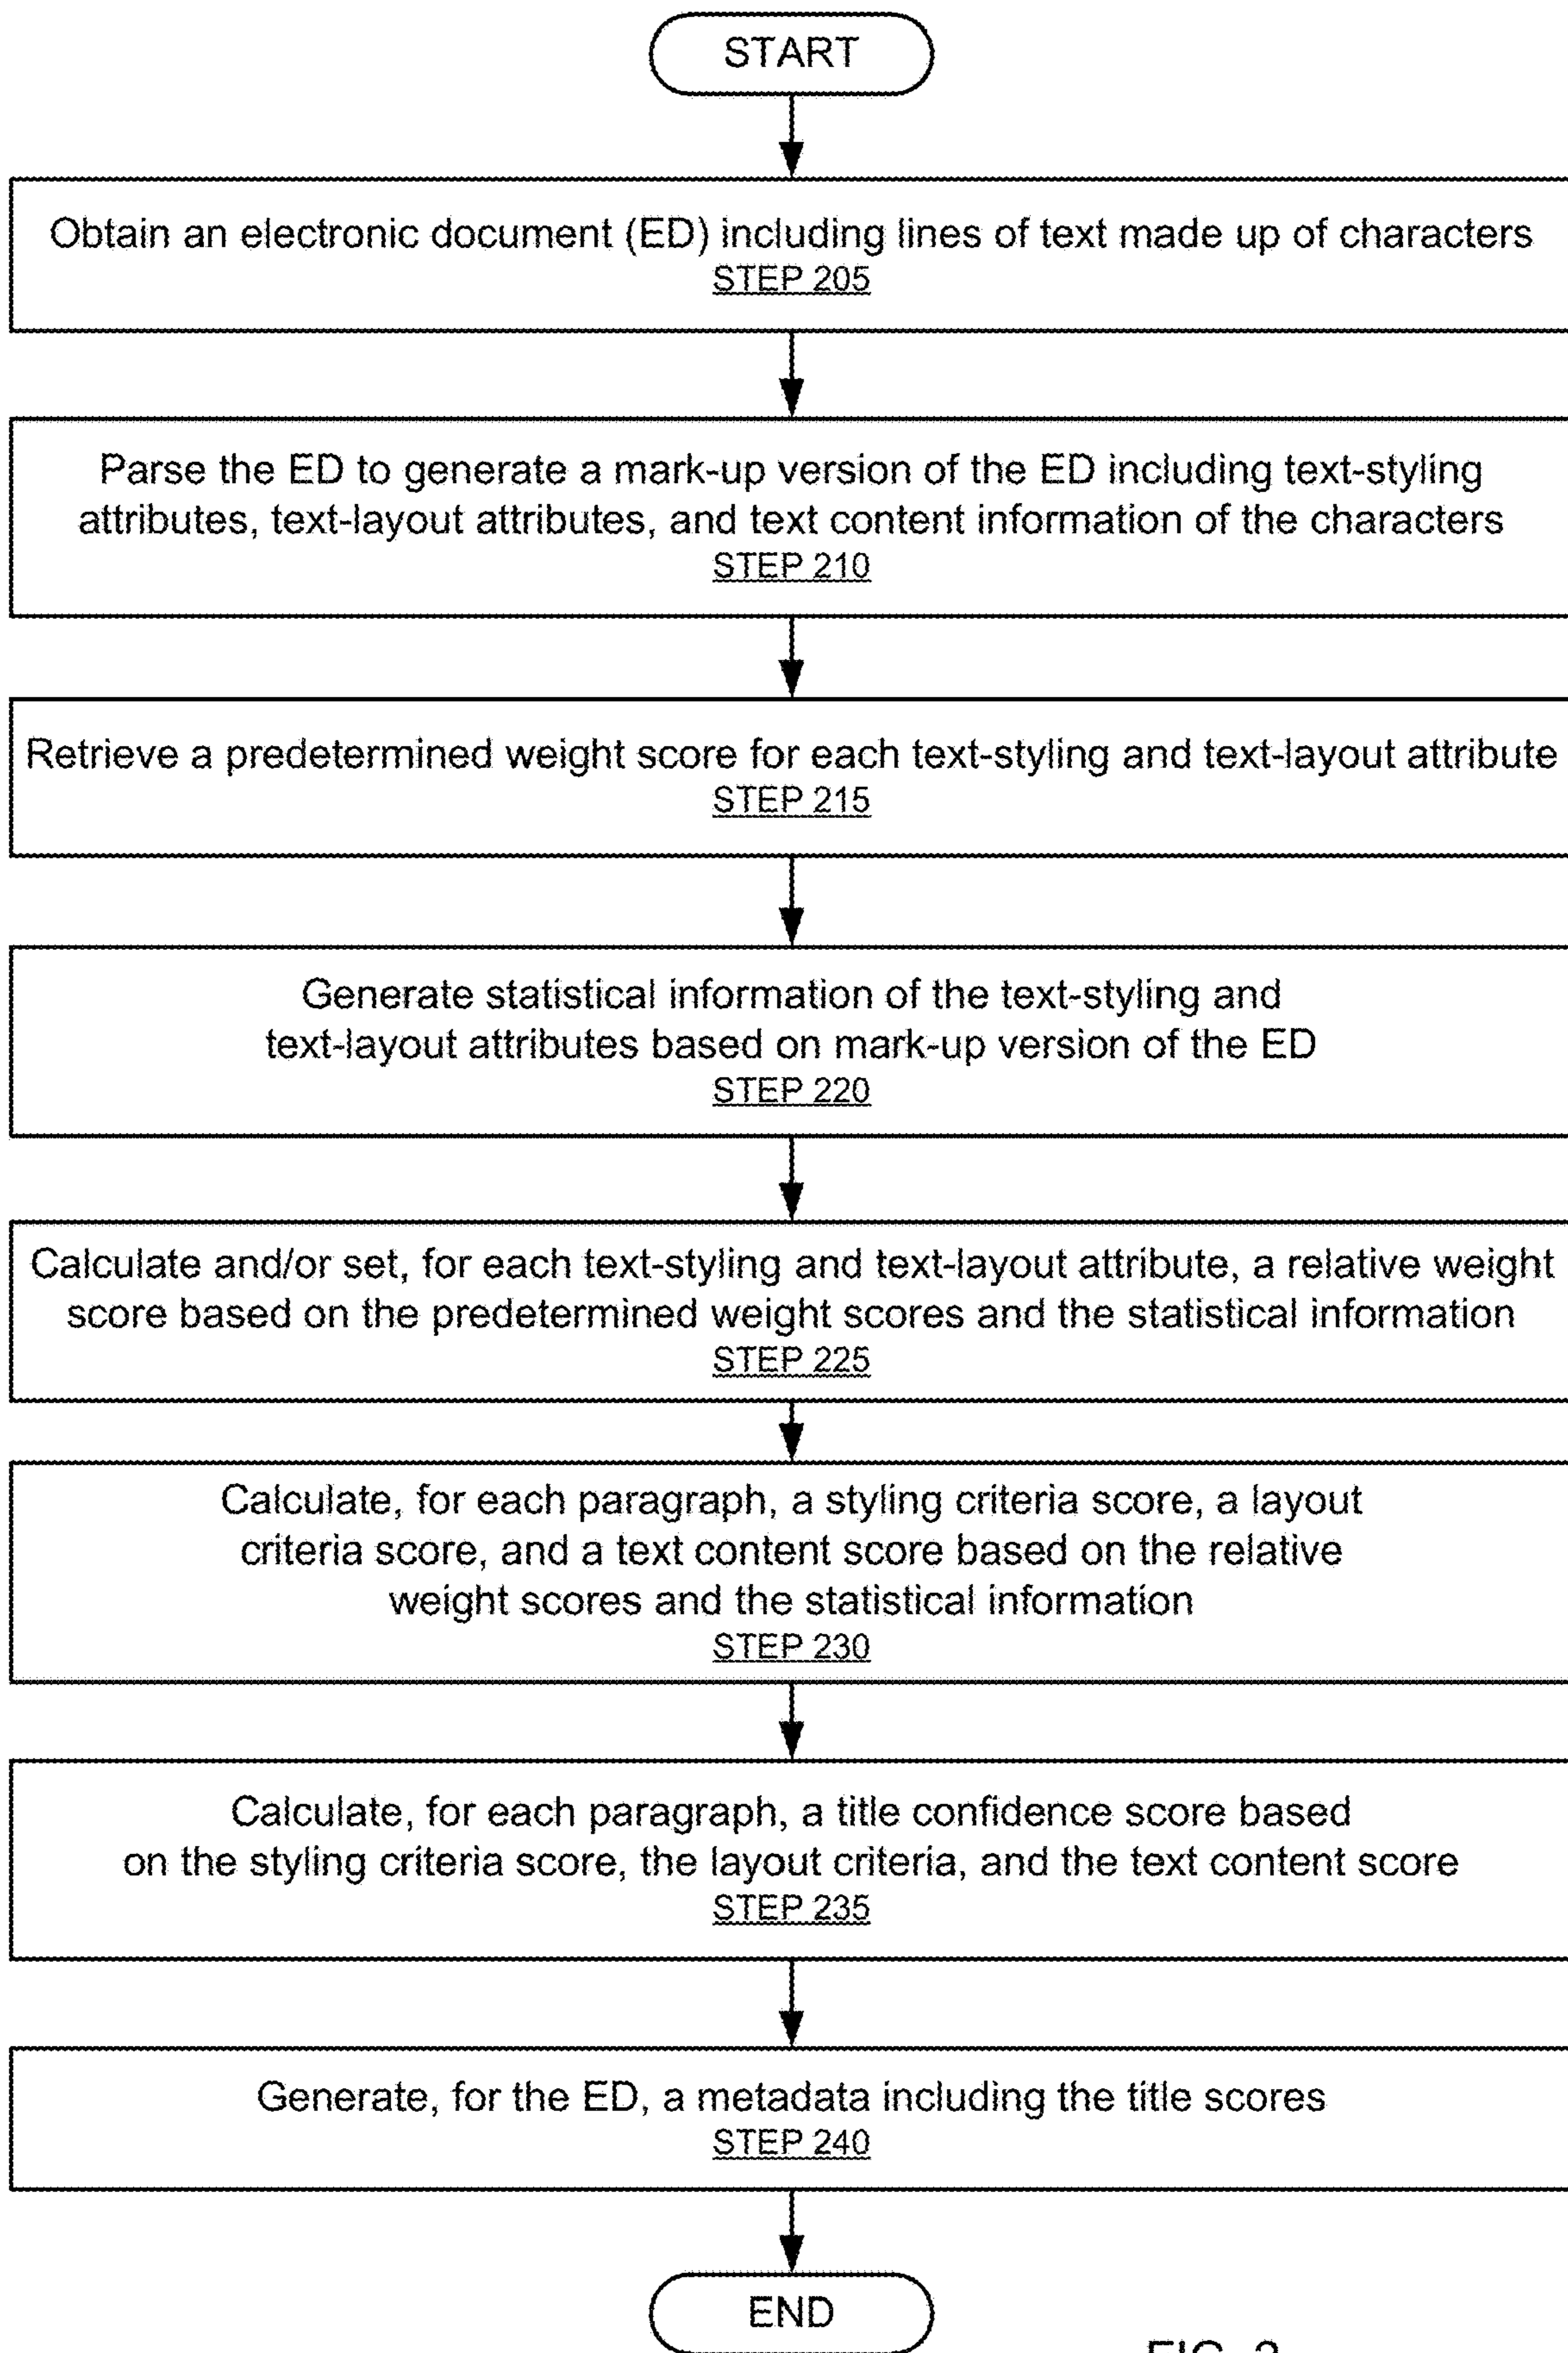 START
Obtain an electronic document (ED) including lines of text made up of characters
STEP 205
Parse the ED to generate a mark-up version of the ED including text-styling
attributes, text-layout attributes, and text content information of the characters
STEP 210
Retrieve a predetermined weight score for each text-styling and text-layout attribute
STEP 215
Generate statistical information of the text-styling and
text-layout attributes based on mark-up version of the ED
STEP 220
Calculate and/or set, for each text-styling and text-layout attribute, a relative weight
score based on the predetermined weight scores and the statistical information
STEP 225
Calculate, for each paragraph, a styling criteria score, a layout
criteria score, and a text content score based on the relative
weight scores and the statistical information
STEP 230
Calculate, for each paragraph, a title confidence score based
on the styling criteria score, the layout criteria, and the text content score
STEP 235
Generate, for the ED, a metadata including the title scores
STEP 240
END
FIG.